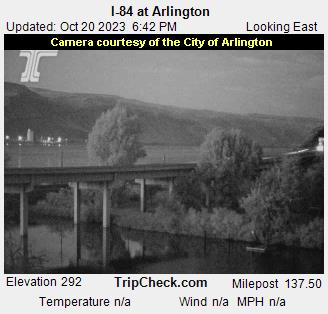 I-84 at Arlington
Updated: Oct 20 2023 6:42 PM Looking East
Camera courtesy of the City of Arlington
Elevation 292 TripCheck.com Milepost 137.50
Temperature n/a Wind n/a MPH n/a